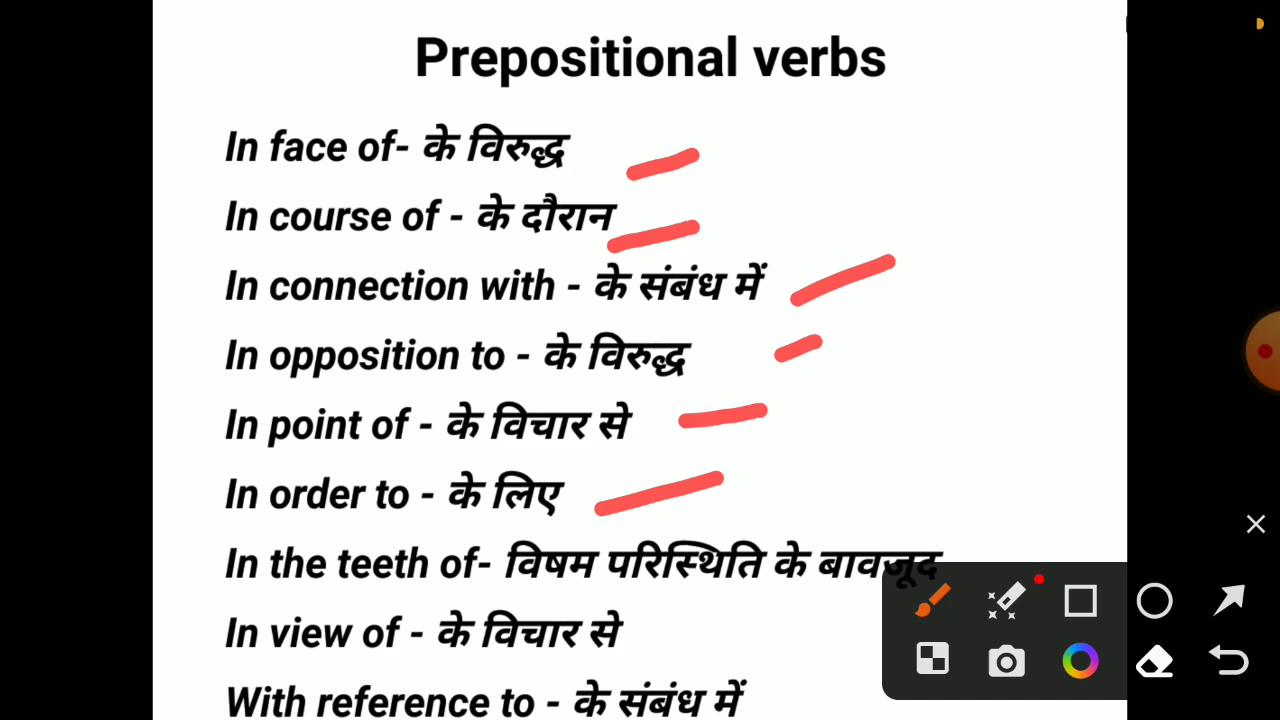 Prepositional verbs
In face of- के विरुद्ध
In course of - के दौरान
In connection with - के संबंध में
In opposition to - के विरुद्ध
In point of - के विचार से
In order to - के लिए
In the teeth of- विषम परिस्थिति के बावजूद
In view of - के विचार से
With reference to - के संबंध में